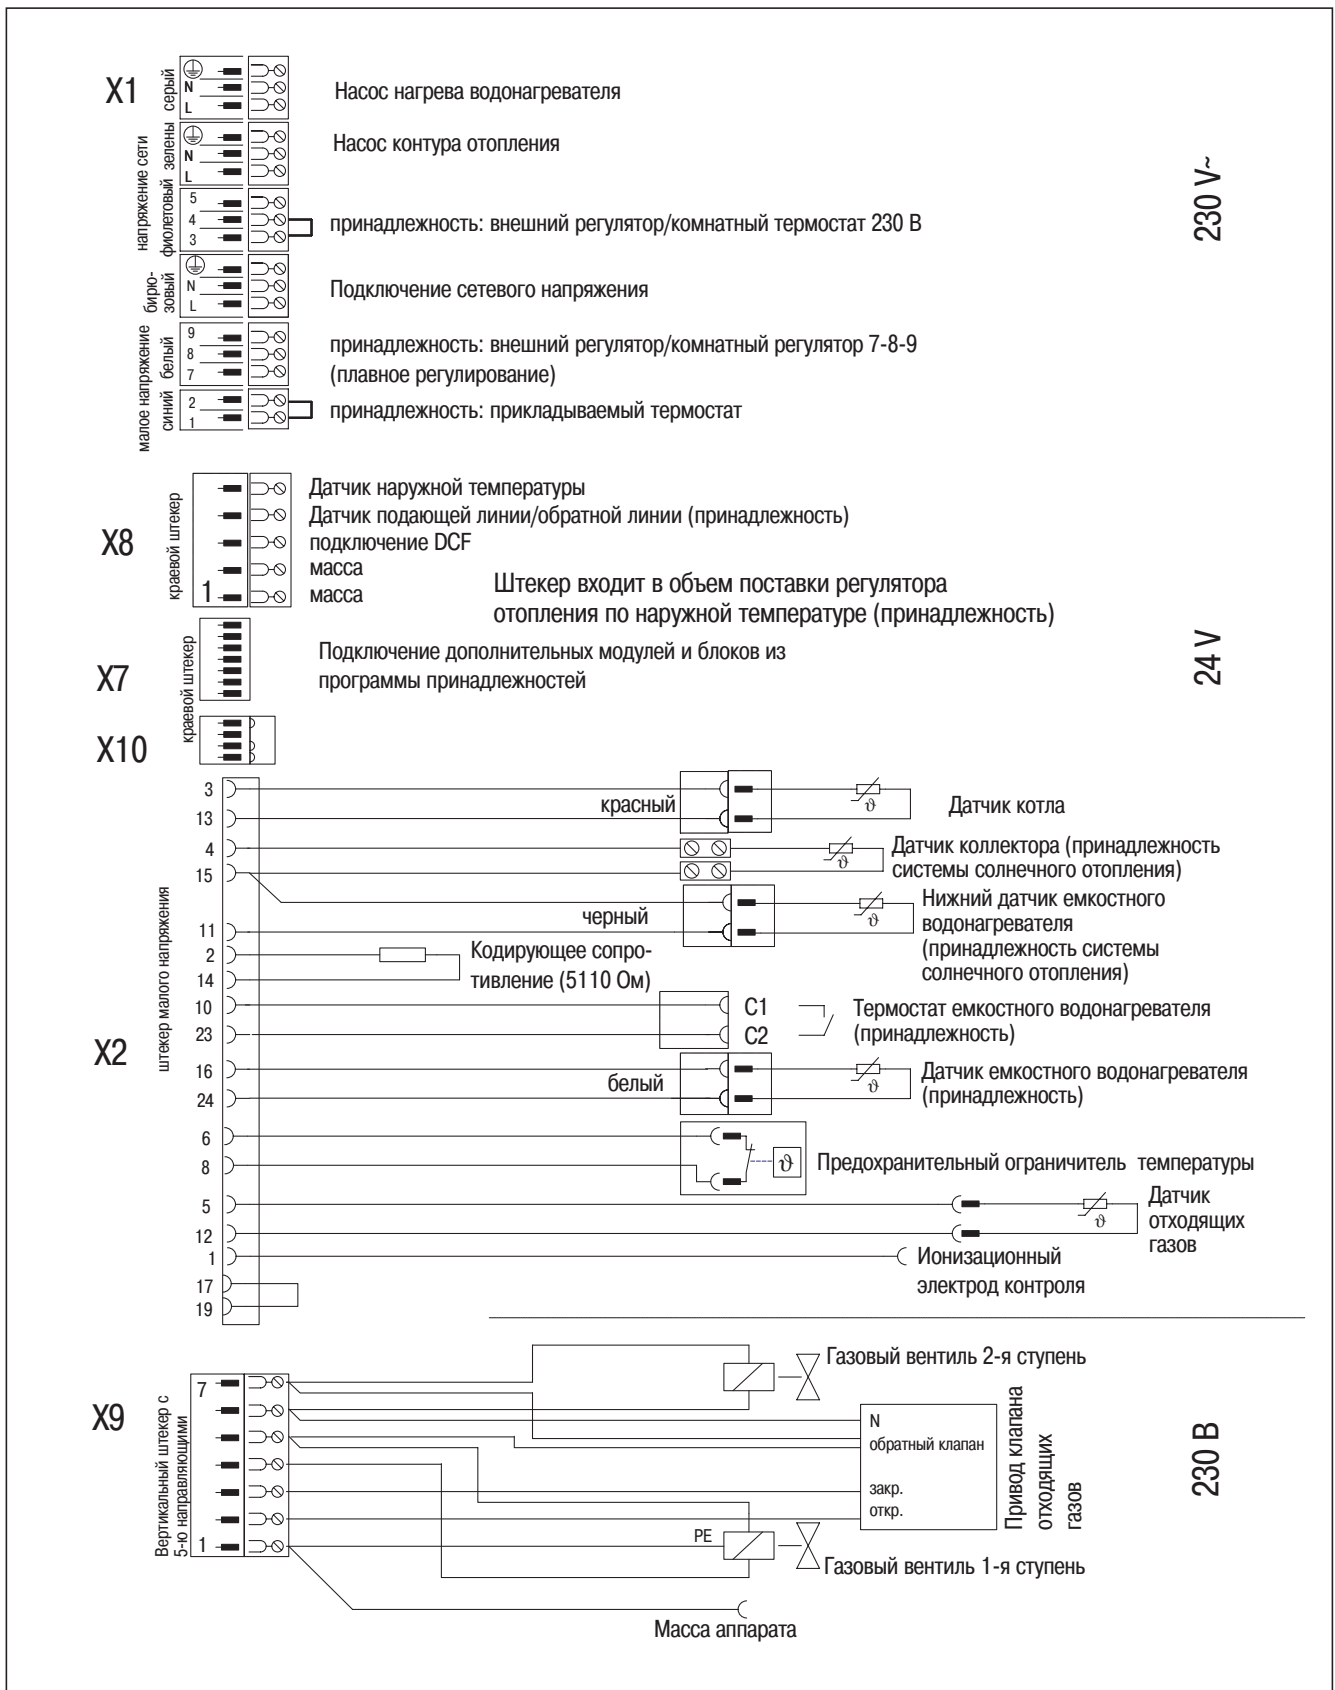 X1
серый
N
L
Насос нагрева водонагревателя
напряжение сети
зелены
N
L
Насос контура отопления
230 V~
фиолетовый
5
4
3
принадлежность: внешний регулятор/комнатный термостат 230 В
бирю-
зовый
N
L
Подключение сетевого напряжения
малое напряжение
белый
9
8
7
принадлежность: внешний регулятор/комнатный регулятор 7-8-9
(плавное регулирование)
синий
2
1
принадлежность: прикладываемый термостат
X8
краевой штекер
1
Датчик наружной температуры
Датчик подающей линии/обратной линии (принадлежность)
подключение DCF
масса
масса
Штекер входит в объем поставки регулятора
отопления по наружной температуре (принадлежность)
24 V
X7
краевой штекер
Подключение дополнительных модулей и блоков из
программы принадлежностей
X10
X2
штекер малого напряжения
3
13
красный
ϑ
Датчик котла
4
15
ϑ
Датчик коллектора (принадлежность
системы солнечного отопления)
черный
ϑ
Нижний датчик емкостного
водонагревателя
(принадлежность системы
солнечного отопления)
11
2
14
Кодирующее сопро-
тивление (5110 Ом)
10
23
C1
C2
Термостат емкостного водонагревателя
(принадлежность)
16
24
белый
ϑ
Датчик емкостного водонагревателя
(принадлежность)
6
8
ϑ
Предохранительный ограничитель температуры
5
12
ϑ
Датчик
отходящих
газов
1
Ионизационный
электрод контроля
17
19
X9
Вертикальный штекер с
5-ю направляющими
7
1
Газовый вентиль 2-я ступень
N
обратный клапан
закр.
откр.
Привод клапана
отходящих
газов
230 В
PE
Газовый вентиль 1-я ступень
Масса аппарата